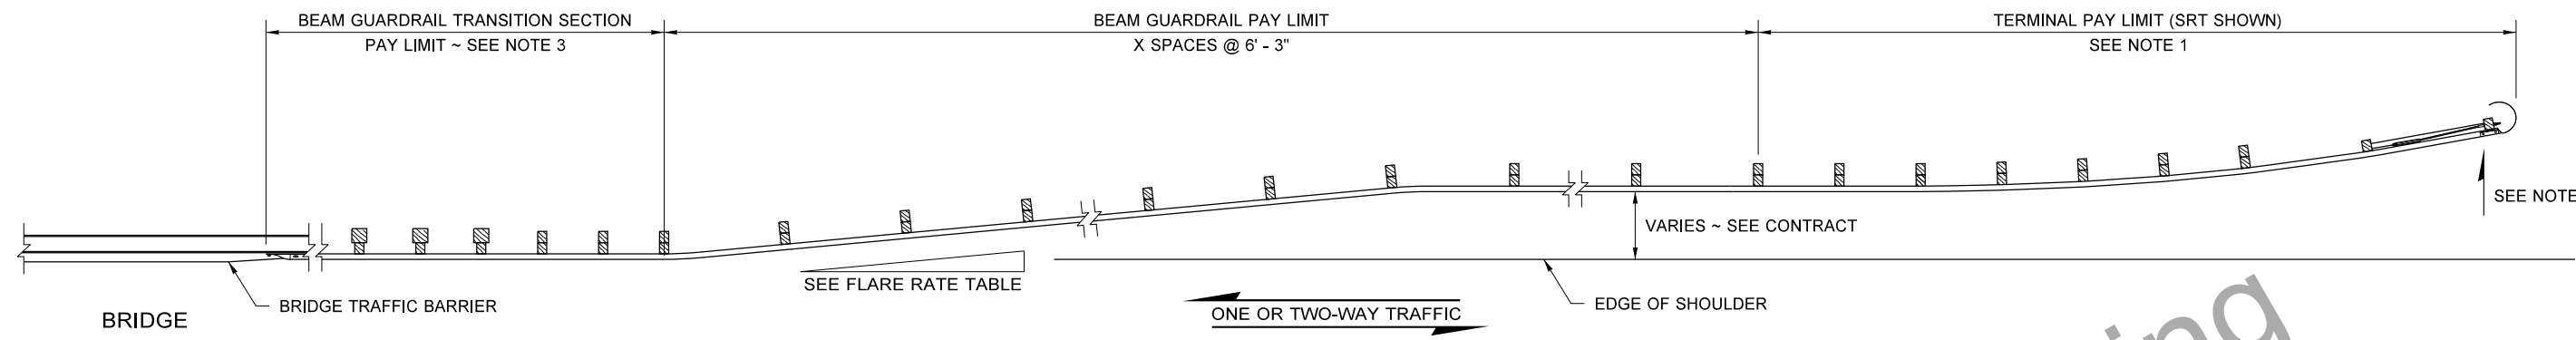 BEAM GUARDRAIL TRANSITION SECTION
PAY LIMIT ~ SEE NOTE 3
BEAM GUARDRAIL PAY LIMIT
X SPACES @ 6' - 3"
TERMINAL PAY LIMIT (SRT SHOWN)
SEE NOTE 1
SEE NOTE
VARIES ~ SEE CONTRACT
SEE FLARE RATE TABLE
BRIDGE TRAFFIC BARRIER
EDGE OF SHOULDER
ONE OR TWO-WAY TRAFFIC
BRIDGE